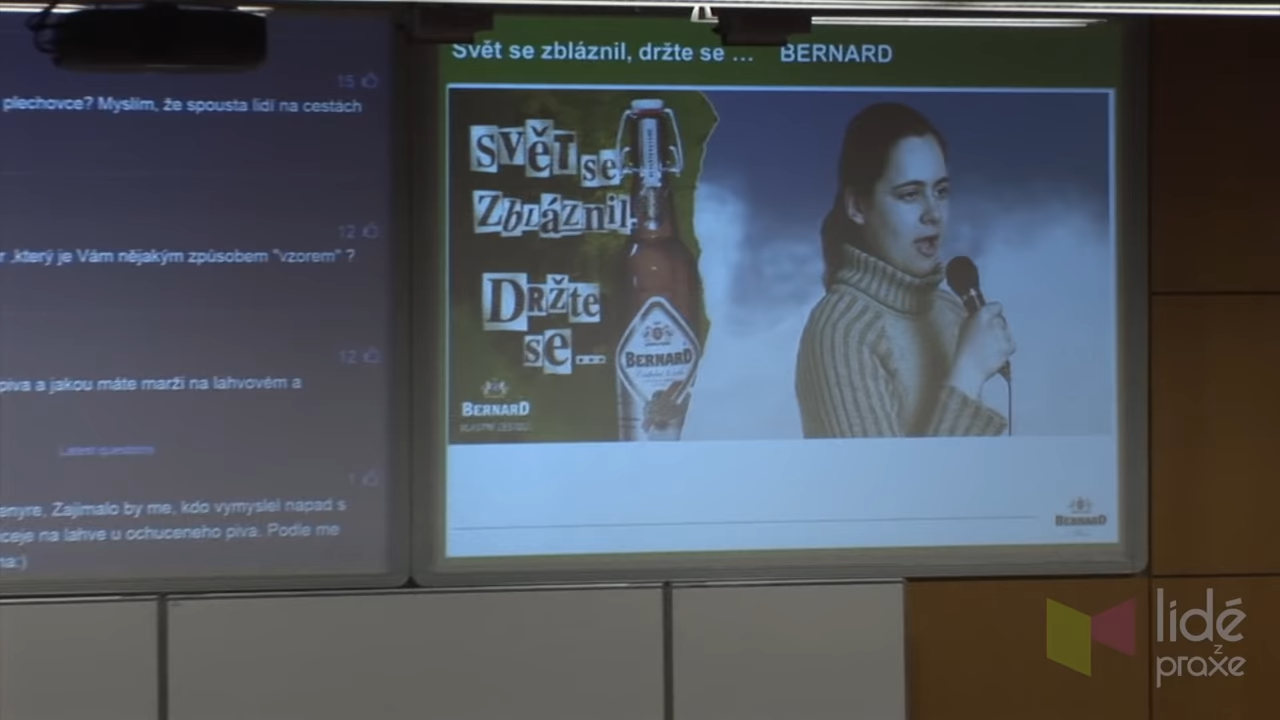 15
plechovce? Myslím, že spousta lidí na cestách
12
který je Vám nějakým způsobem "vzorem" ?
12
piva a jakou máte marži na lahvovém a
Latest questions
1
Zajimalo by me, kdo vymyslel napad s
na lahve u ochuceneho piva. Podle me
Svět se zbláznil, držte se ... BERNARD
Svět se
Zbláznil
Držte
se...
BERNARD
BERNARD
BERNARD
lidé
z
praxe